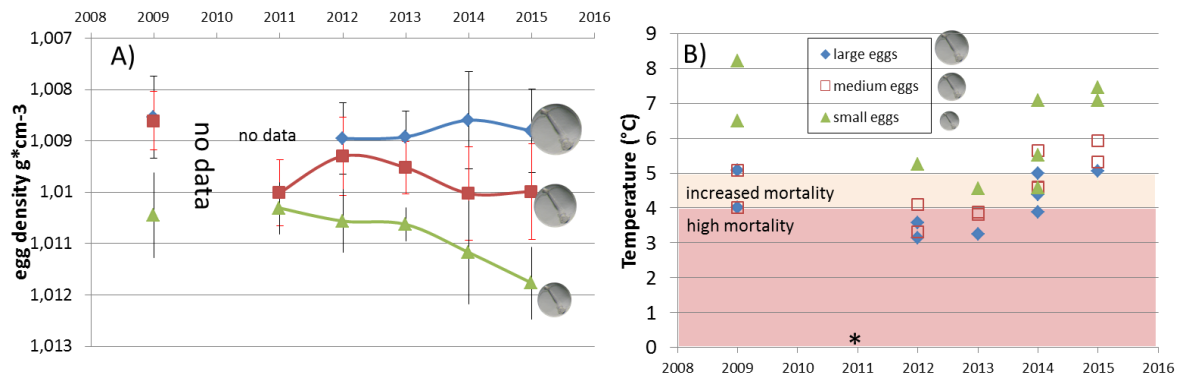 2008 2009 2010 2011 2012 2013 2014 2015 2016
1,007
1,008
1,009
1,01
1,011
1,012
1,013
egg density g*cm-3
A)
no data
no data
B)
large eggs
medium eggs
small eggs
9
8
7
6
5
4
3
2
1
0
Temperature (°C)
increased mortality
high mortality
*
2008 2009 2010 2011 2012 2013 2014 2015 2016